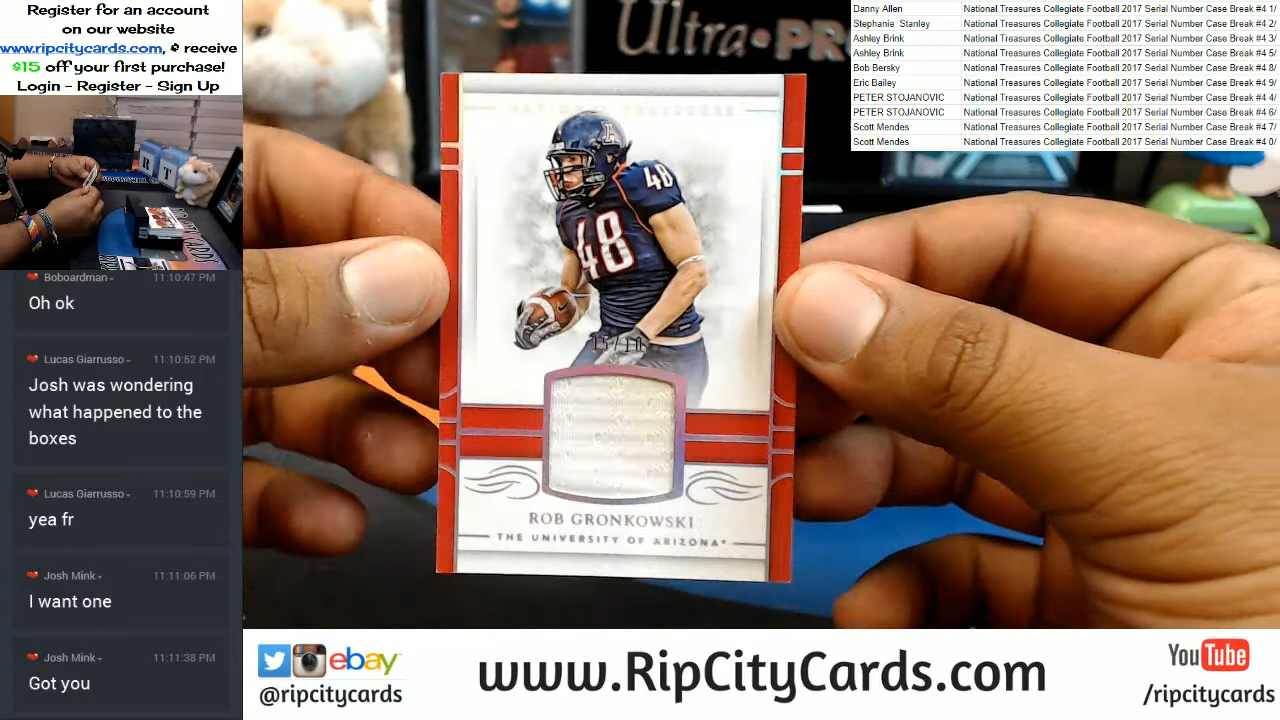 Register for an account
on our website
www.ripcitycards.com, & receive
$15 off your first purchase!
Login - Register - Sign Up
Boboardman 11:10:47 PM
Oh ok
Lucas Giarrusso 11:10:52 PM
Josh was wondering
what happened to the
boxes
Lucas Giarrusso 11:10:59 PM
yea fr
Josh Mink 11:11:06 PM
I want one
Josh Mink 11:11:38 PM
Got you
Ultra•PR
NATIONAL TREASURES
48
48
ROB GRONKOWSKI
THE UNIVERSITY OF ARIZONA
Danny Allen National Treasures Collegiate Football 2017 Serial Number Case Break #4 1/
Stephanie Stanley National Treasures Collegiate Football 2017 Serial Number Case Break #4 2/
Ashley Brink National Treasures Collegiate Football 2017 Serial Number Case Break #4 3/
Ashley Brink National Treasures Collegiate Football 2017 Serial Number Case Break #4 5/
Bob Bersky National Treasures Collegiate Football 2017 Serial Number Case Break #4 8/
Eric Bailey National Treasures Collegiate Football 2017 Serial Number Case Break #4 9/
PETER STOJANOVIC National Treasures Collegiate Football 2017 Serial Number Case Break #4 4/
PETER STOJANOVIC National Treasures Collegiate Football 2017 Serial Number Case Break #4 6/
Scott Mendes National Treasures Collegiate Football 2017 Serial Number Case Break #4 7/
Scott Mendes National Treasures Collegiate Football 2017 Serial Number Case Break #4 0/
ebay
@ripcitycards
www.RipCityCards.com
YouTube
/ripcitycards